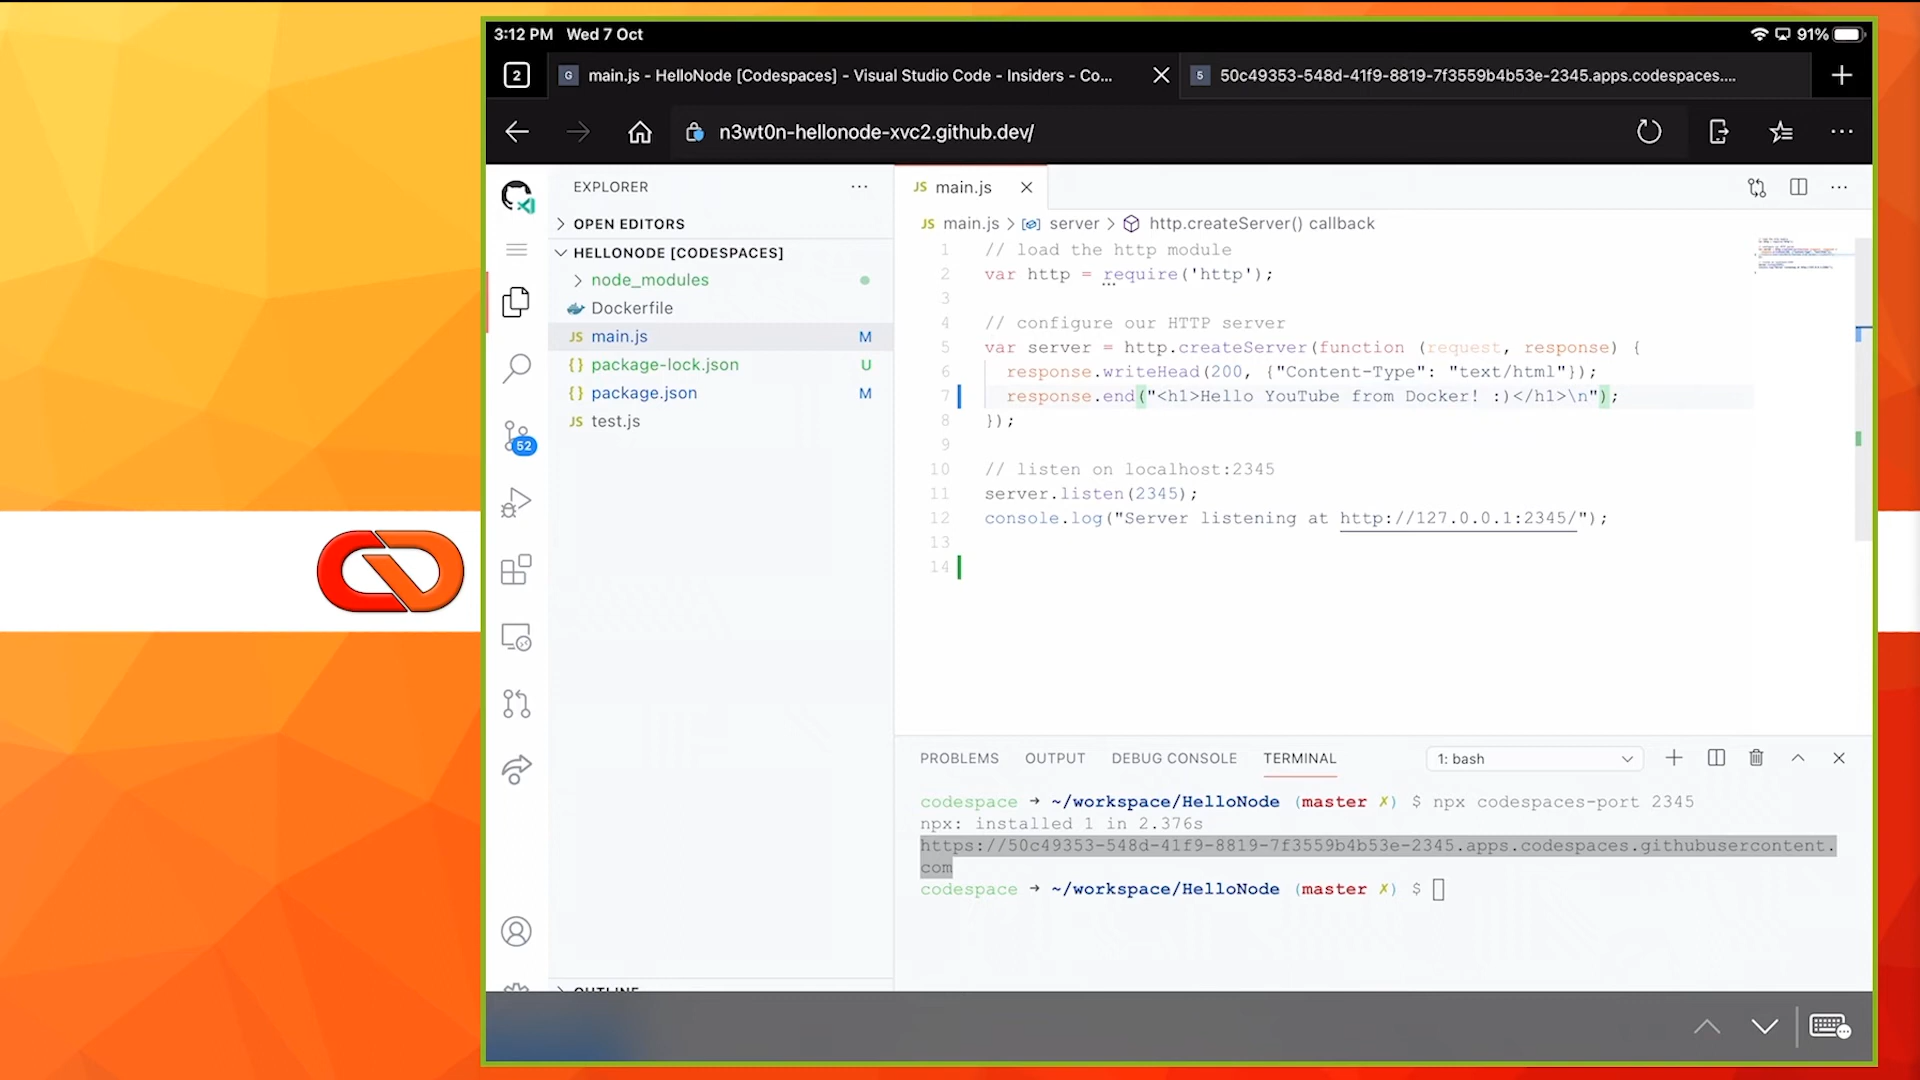 3:12 PM Wed 7 Oct 91%
2 G main.js - HelloNode [Codespaces] - Visual Studio Code - Insiders - Co... 5 50c49353-548d-41f9-8819-7f3559b4b53e-2345.apps.codespaces....
n3wt0n-hellonode-xvc2.github.dev/
EXPLORER
OPEN EDITORS
HELLONODE [CODESPACES]
node_modules
Dockerfile
JS main.js M
{} package-lock.json U
{} package.json M
JS test.js
52
OUTLINE
JS main.js
JS main.js > server > http.createServer() callback
1 // load the http module
2 var http = require('http');
3
4 // configure our HTTP server
5 var server = http.createServer(function (request, response) {
6 response.writeHead(200, {"Content-Type": "text/html"});
7 response.end("<h1>Hello YouTube from Docker! :)</h1>\n");
8 });
9
10 // listen on localhost:2345
11 server.listen(2345);
12 console.log("Server listening at http://127.0.0.1:2345/");
13
14
PROBLEMS OUTPUT DEBUG CONSOLE TERMINAL 1: bash
codespace → ~/workspace/HelloNode (master ✗) $ npx codespaces-port 2345
npx: installed 1 in 2.376s
https://50c49353-548d-41f9-8819-7f3559b4b53e-2345.apps.codespaces.githubusercontent.
com
codespace → ~/workspace/HelloNode (master ✗) $